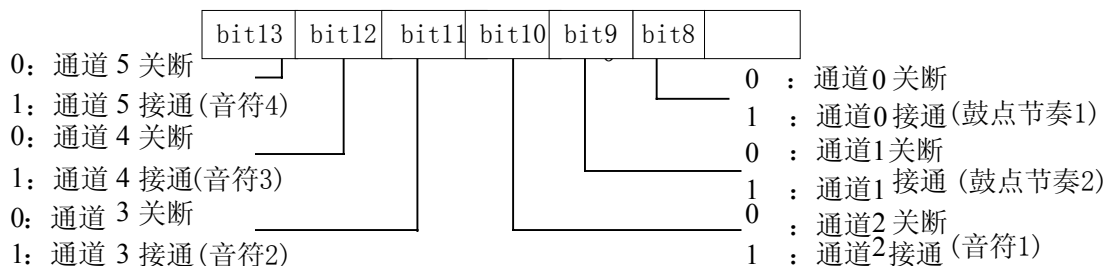 bit13 bit12 bit11 bit10 bit9 bit8
0：通道 5 关断
1：通道 5 接通(音符4)
0：通道 4 关断
1：通道 4 接通(音符3)
0：通道 3 关断
1：通道 3 接通(音符2)
0 ：通道0 关断
1 ：通道0 接通(鼓点节奏1)
0 ：通道1关断
1 ：通道1 接通 (鼓点节奏2)
0 ：通道2 关断
1 ：通道2接通 (音符1)